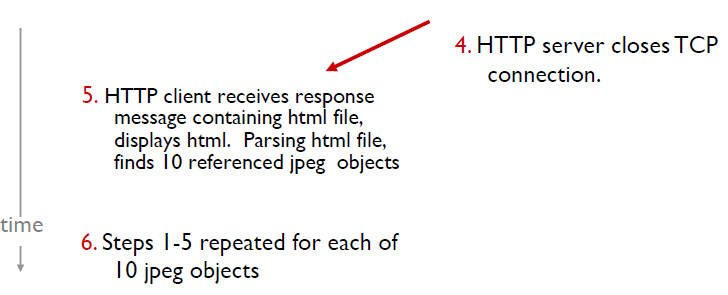 4. HTTP server closes TCP
connection.
5. HTTP client receives response
message containing html file,
displays html. Parsing html file,
finds 10 referenced jpeg objects
time
6. Steps 1-5 repeated for each of
10 jpeg objects